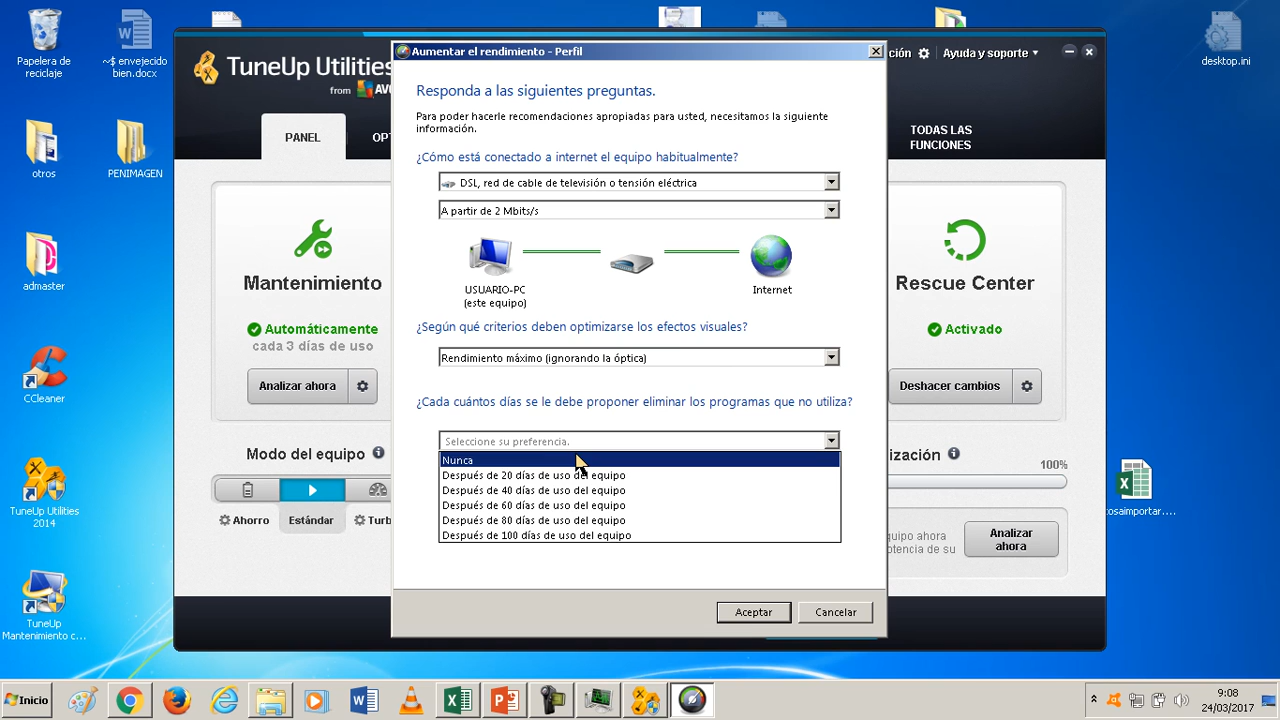 Papelera de
reciclaje
~$ envejecido
bien.docx
otros
PENIMAGEN
admaster
CCleaner
TuneUp Utilities
2014
TuneUp
Mantenimiento c...
desktop.ini
TuneUp Utilities
from
PANEL
Ayuda y soporte
TODAS LAS
FUNCIONES
Mantenimiento
Automáticamente
cada 3 días de uso
Analizar ahora
Modo del equipo
Ahorro
Estándar
Aumentar el rendimiento - Perfil
Responda a las siguientes preguntas.
Para poder hacerle recomendaciones apropiadas para usted, necesitamos la siguiente
información.
¿Cómo está conectado a internet el equipo habitualmente?
DSL, red de cable de televisión o tensión eléctrica
A partir de 2 Mbits/s
USUARIO-PC
(este equipo)
Internet
¿Según qué criterios deben optimizarse los efectos visuales?
Rendimiento máximo (ignorando la óptica)
¿Cada cuántos días se le debe proponer eliminar los programas que no utiliza?
Seleccione su preferencia.
Nunca
Después de 20 días de uso del equipo
Después de 40 días de uso del equipo
Después de 60 días de uso del equipo
Después de 80 días de uso del equipo
Después de 100 días de uso del equipo
Aceptar
Cancelar
Rescue Center
Activado
Deshacer cambios
100%
equipo ahora
otencia de su
Analizar
ahora
osaimportar....
Inicio
9:08
24/03/2017